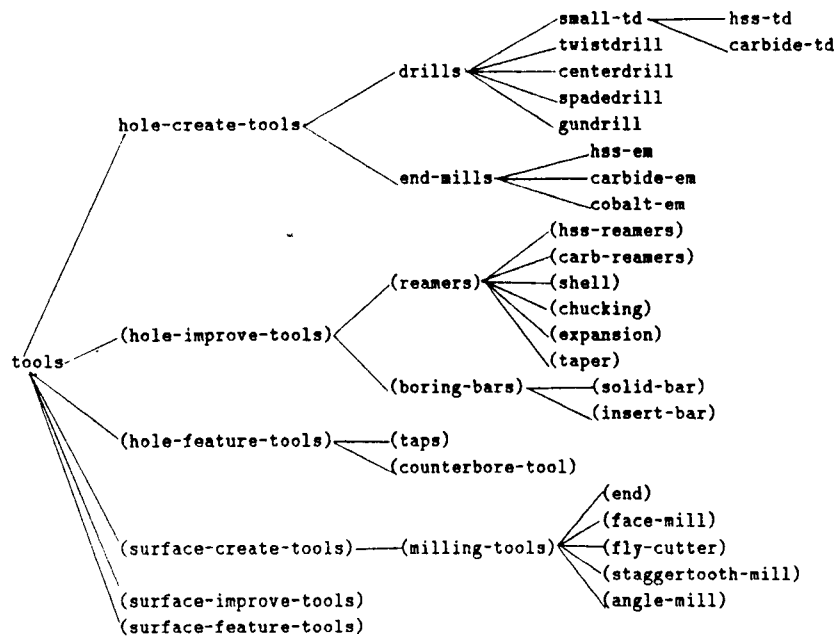 small-td hss-td
twistdrill carbide-td
drills centerdrill
spadedrill
hole-create-tools gundrill
hss-em
end-mills carbide-em
cobalt-em
(hss-reamers)
(carb-reamers)
(reamers) (shell)
(chucking)
(hole-improve-tools) (expansion)
tools (taper)
(boring-bars) (solid-bar)
(insert-bar)
(hole-feature-tools) (taps)
(counterbore-tool)
(end)
(face-mill)
(surface-create-tools) (milling-tools) (fly-cutter)
(staggertooth-mill)
(surface-improve-tools) (angle-mill)
(surface-feature-tools)